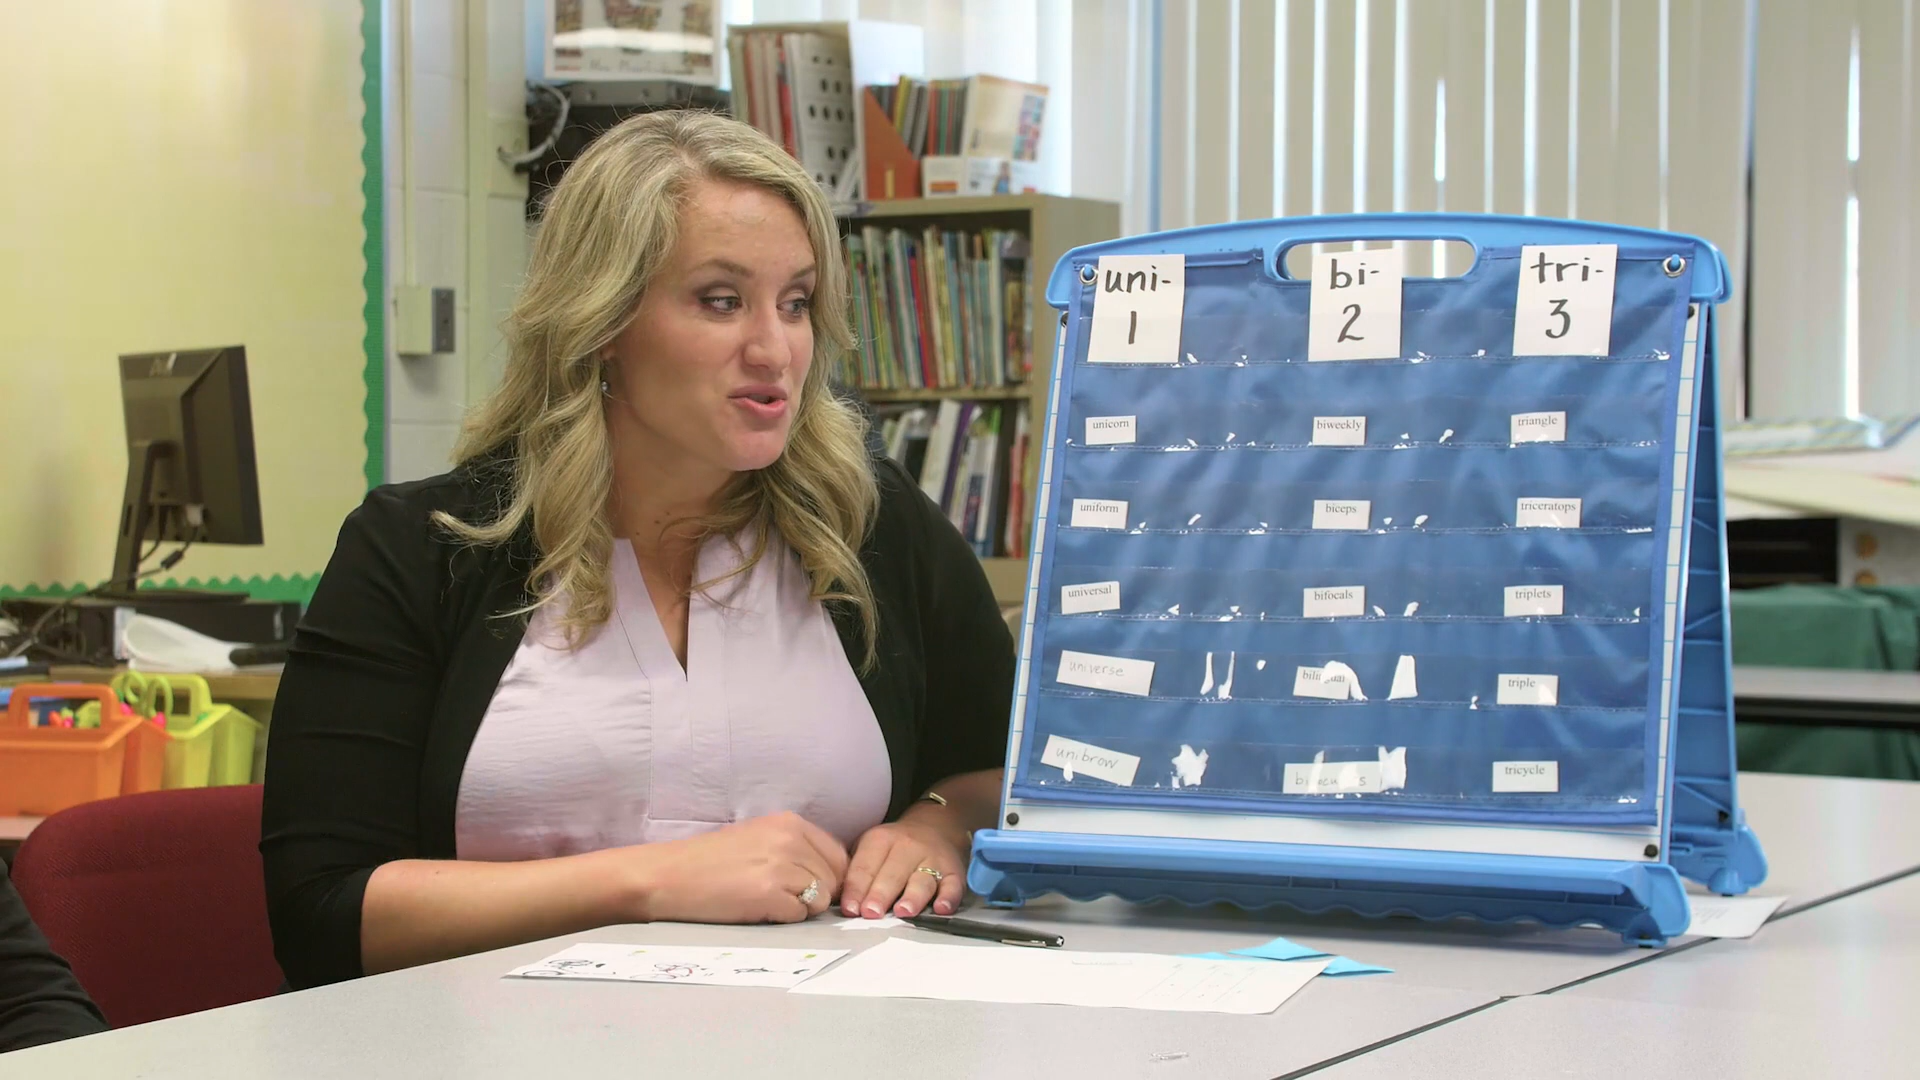 uni- bi- tri-
1 2 3
unicorn biweekly triangle
uniform biceps triceratops
universal bifocals triplets
universe bilingual triple
unibrow tricycle